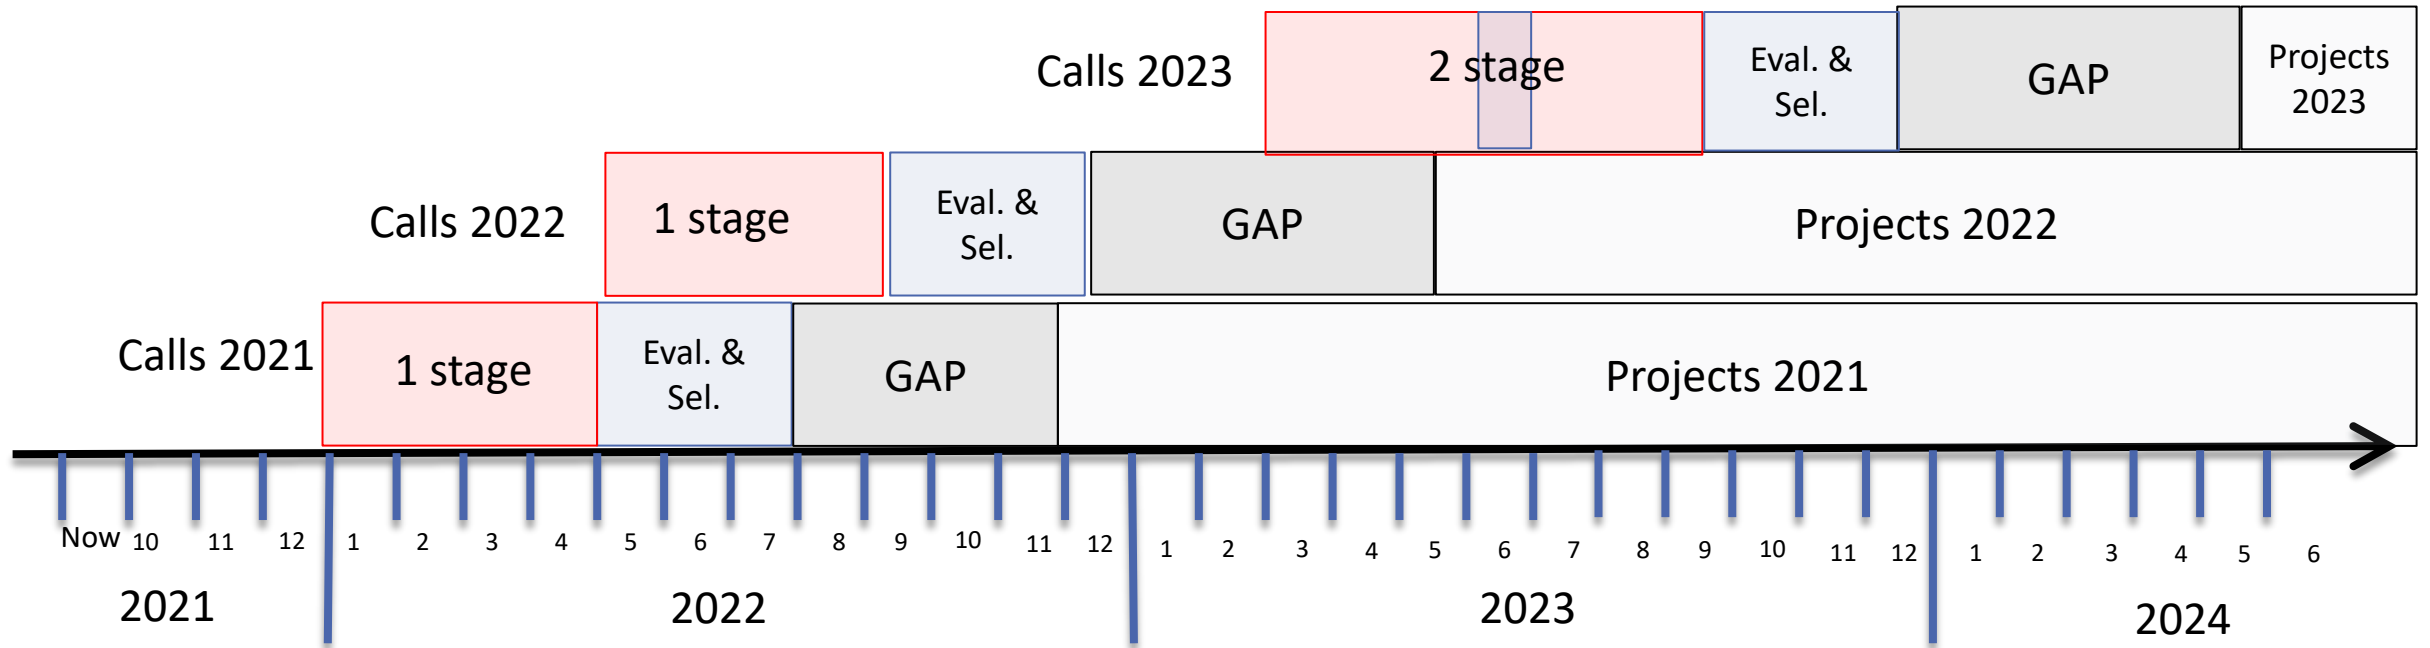 Calls 2023
2 stage
Eval. &
Sel.
GAP
Projects
2023
Calls 2022
1 stage
Eval. &
Sel.
GAP
Projects 2022
Calls 2021
1 stage
Eval. &
Sel.
GAP
Projects 2021
Now 10 11 12 1 2 3 4 5 6 7 8 9 10 11 12 1 2 3 4 5 6 7 8 9 10 11 12 1 2 3 4 5 6
2021 2022 2023 2024